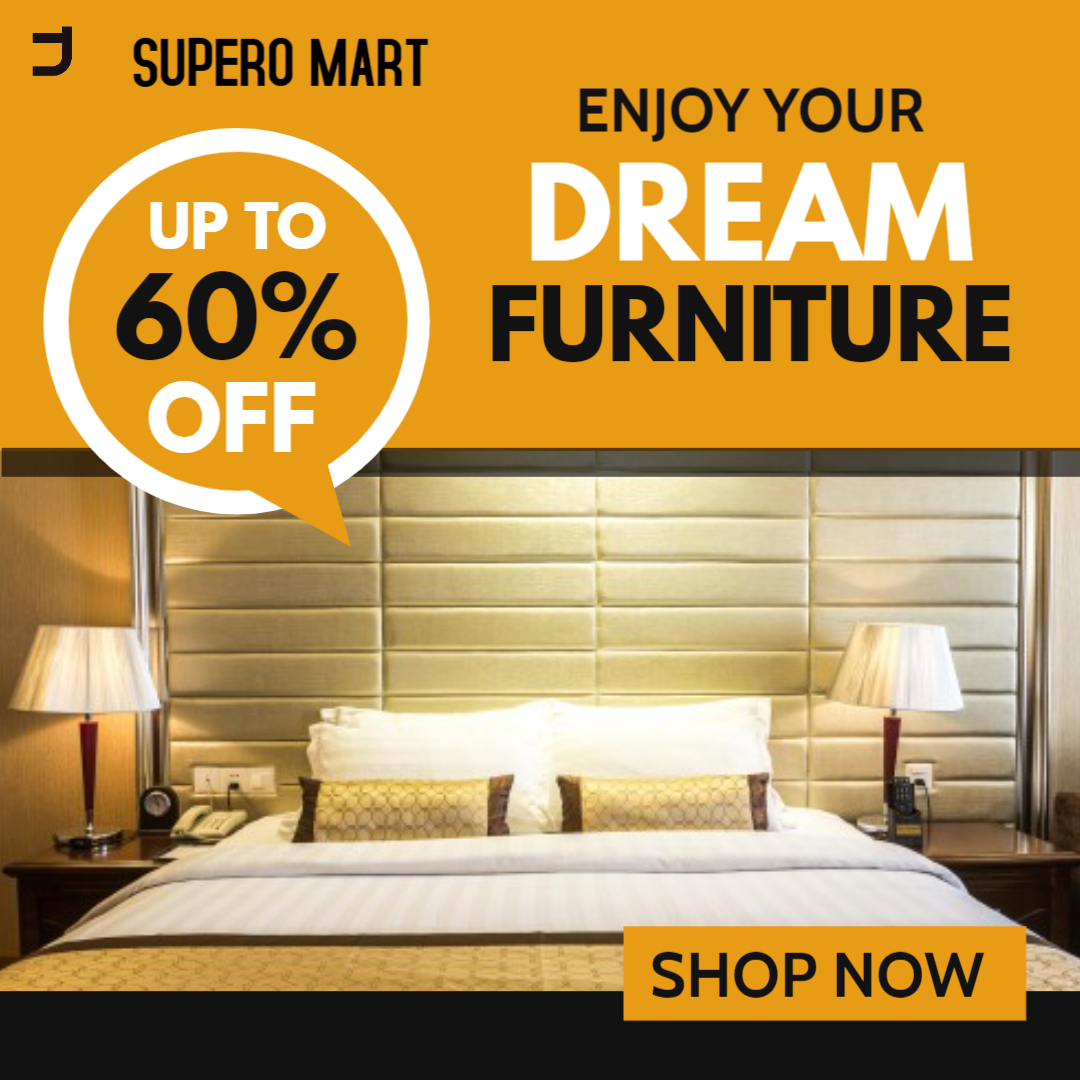 SUPERO MART
ENJOY YOUR
DREAM
FURNITURE
UP TO
60%
OFF
SHOP NOW